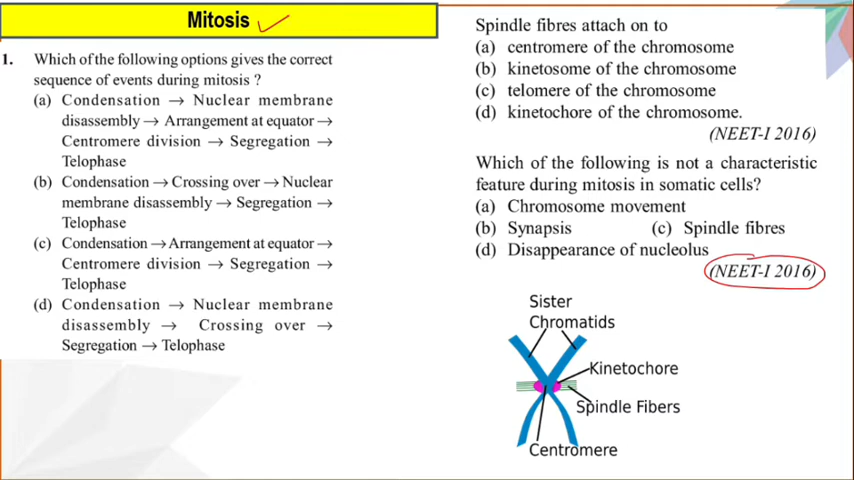 Mitosis
1. Which of the following options gives the correct
sequence of events during mitosis ?
(a) Condensation → Nuclear membrane
disassembly → Arrangement at equator →
Centromere division → Segregation →
Telophase
(b) Condensation → Crossing over → Nuclear
membrane disassembly → Segregation →
Telophase
(c) Condensation → Arrangement at equator →
Centromere division → Segregation →
Telophase
(d) Condensation → Nuclear membrane
disassembly → Crossing over →
Segregation → Telophase
Spindle fibres attach on to
(a) centromere of the chromosome
(b) kinetosome of the chromosome
(c) telomere of the chromosome
(d) kinetochore of the chromosome.
(NEET-I 2016)
Which of the following is not a characteristic
feature during mitosis in somatic cells?
(a) Chromosome movement
(b) Synapsis (c) Spindle fibres
(d) Disappearance of nucleolus
(NEET-I 2016)
Sister
Chromatids
Kinetochore
Spindle Fibers
Centromere